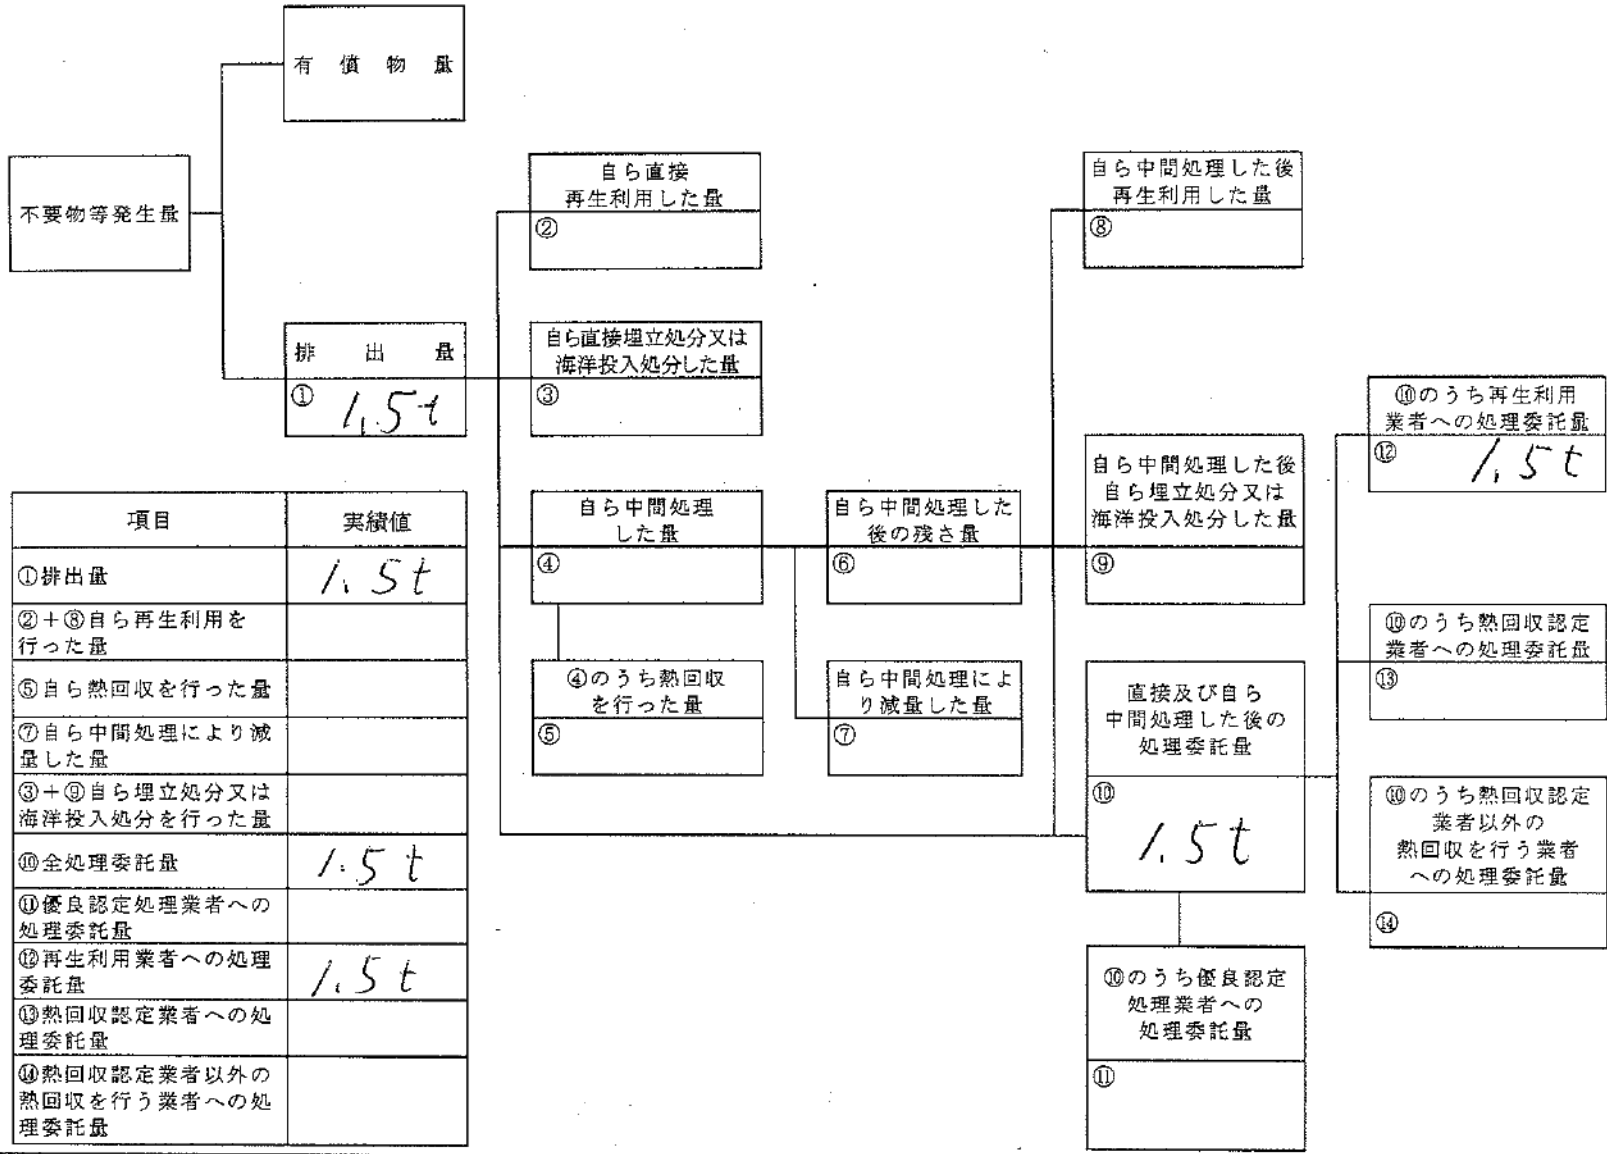 有償物量
不要物等発生量
排出量
① 1.5t
自ら直接
再生利用した量
②
自ら直接埋立処分又は
海洋投入処分した量
③
自ら中間処理
した量
④
④のうち熱回収
を行った量
⑤
自ら中間処理した
後の残さ量
⑥
自ら中間処理によ
り減量した量
⑦
自ら中間処理した後
再生利用した量
⑧
自ら中間処理した後
自ら埋立処分又は
海洋投入処分した量
⑨
直接及び自ら
中間処理した後の
処理委託量
⑩
1.5t
⑩のうち優良認定
処理業者への
処理委託量
⑪
⑩のうち再生利用
業者への処理委託量
⑫ 1.5t
⑩のうち熱回収認定
業者への処理委託量
⑬
⑩のうち熱回収認定
業者以外の
熱回収を行う業者
への処理委託量
⑭
項目 実績値
①排出量 1.5t
②+⑧自ら再生利用を
行った量
⑤自ら熱回収を行った量
⑦自ら中間処理により減
量した量
③+⑨自ら埋立処分又は
海洋投入処分を行った量
⑩全処理委託量 1.5t
⑪優良認定処理業者への
処理委託量
⑫再生利用業者への処理
委託量 1.5t
⑬熱回収認定業者への処
理委託量
⑭熱回収認定業者以外の
熱回収を行う業者への処
理委託量